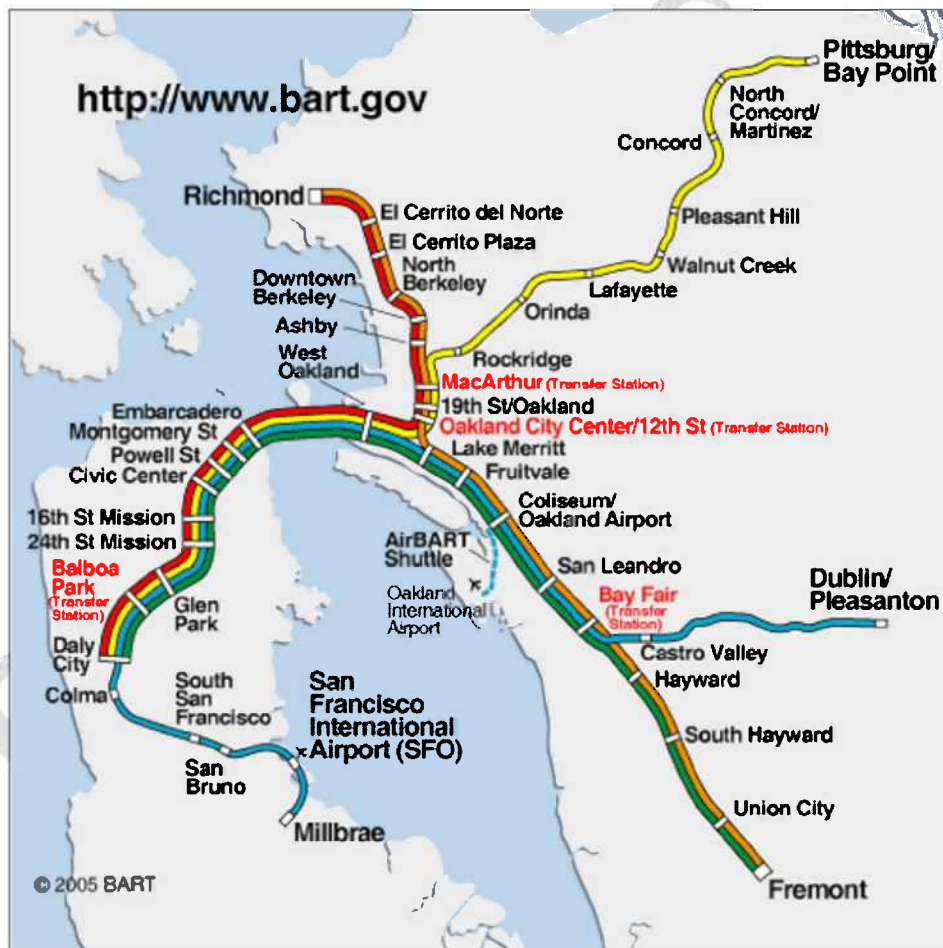 Pittsburg/
Bay Point
http://www.bart.gov
North
Concord/
Martinez
Concord
Richmond
El Cerrito del Norte
Pleasant Hill
El Cerrito Plaza
North
Berkeley
Walnut Creek
Downtown
Berkeley
Lafayette
Orinda
Ashby
West
Oakland
Rockridge
MacArthur (Transfer Station)
19th St/Oakland
Oakland City Center/12th St (Transfer Station)
Embarcadero
Montgomery St
Powell St
Civic Center
Lake Merritt
Fruitvale
Coliseum/
Oakland Airport
16th St Mission
24th St Mission
AirBART
Shuttle
San Leandro
Balboa
Park
(Transfer
Station)
Glen
Park
Oakland
International
Airport
Bay Fair
(Transfer
Station)
Dublin/
Pleasanton
Daly
City
Castro Valley
Colma
South
San
Francisco
San
Francisco
International
Airport (SFO)
Hayward
South Hayward
San
Bruno
Union City
Millbrae
© 2005 BART
Fremont